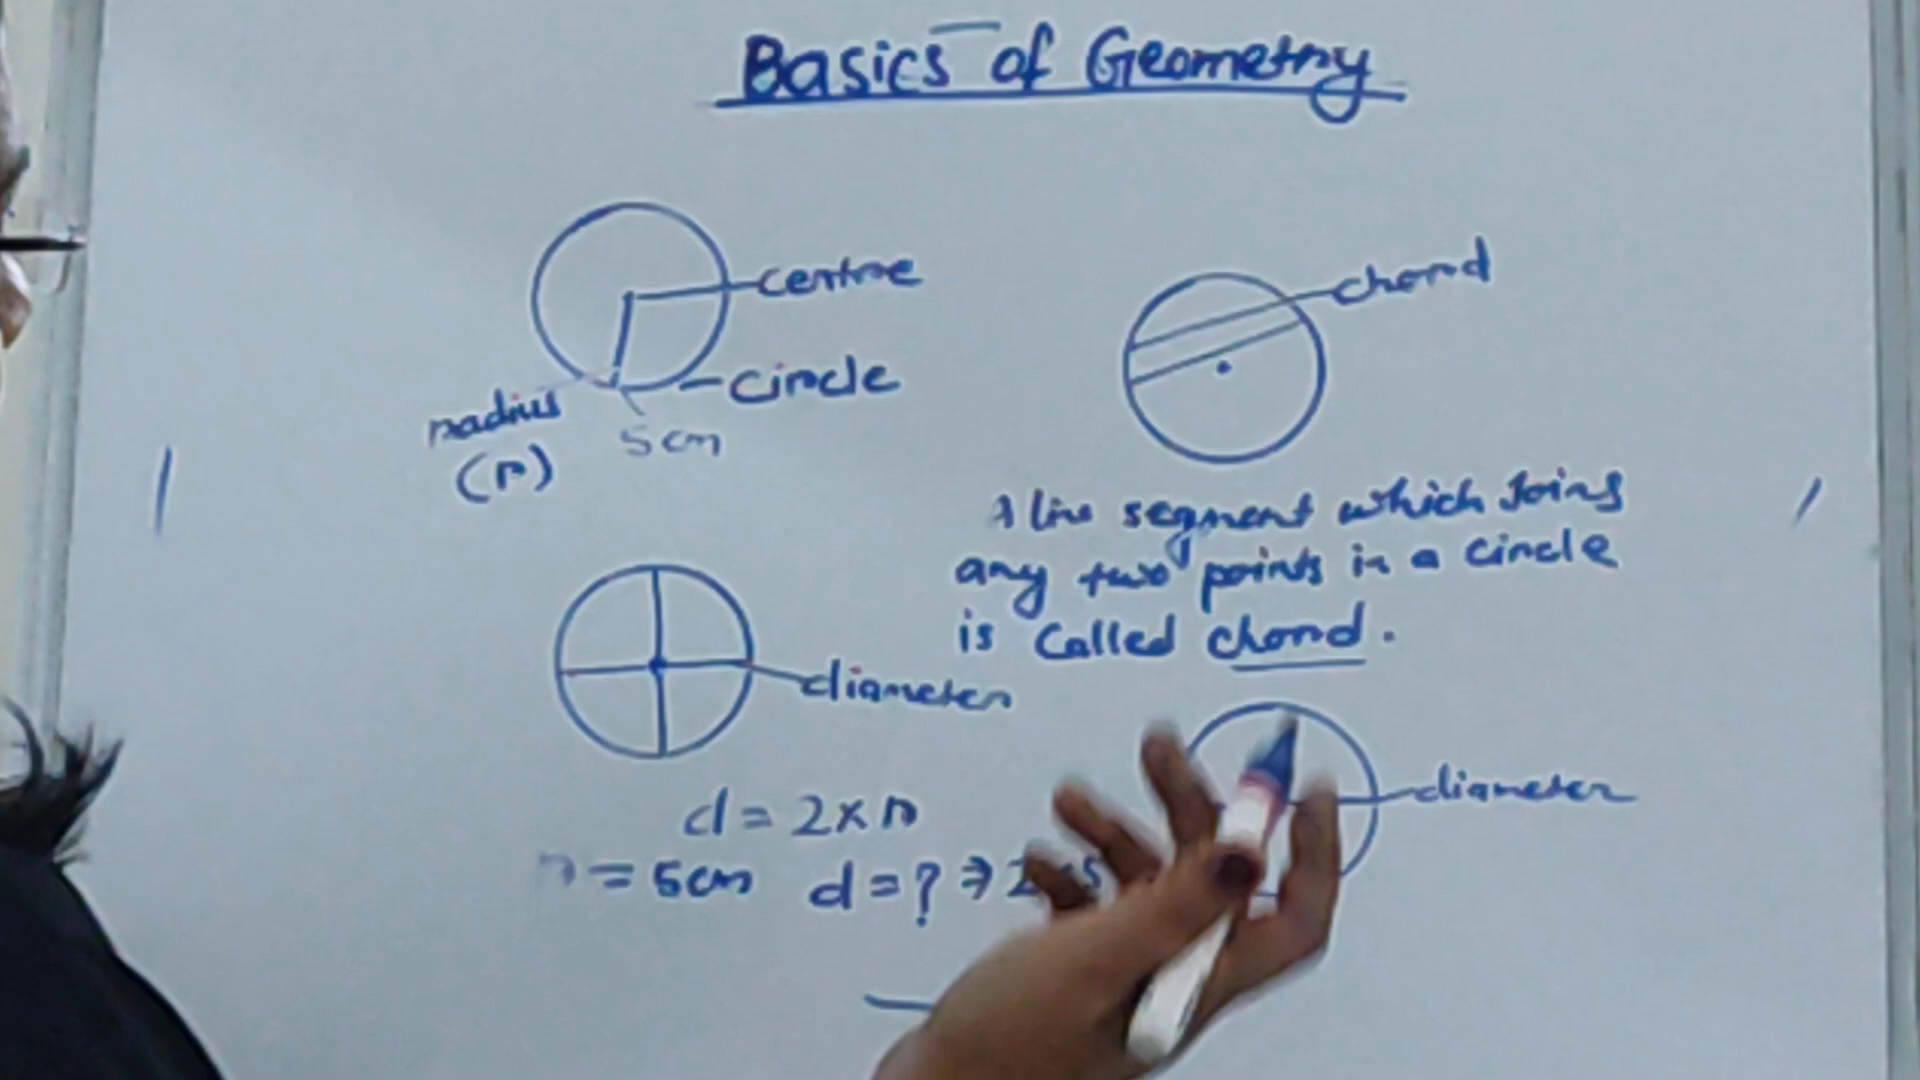 Basics of Geometry
centre
circle
radius
(r)
5cm
chord
A line segment which Joins
any two points in a circle
is called chord.
diameter
d = 2 × r
r = 5cm d = ? ⇒ 2
diameter